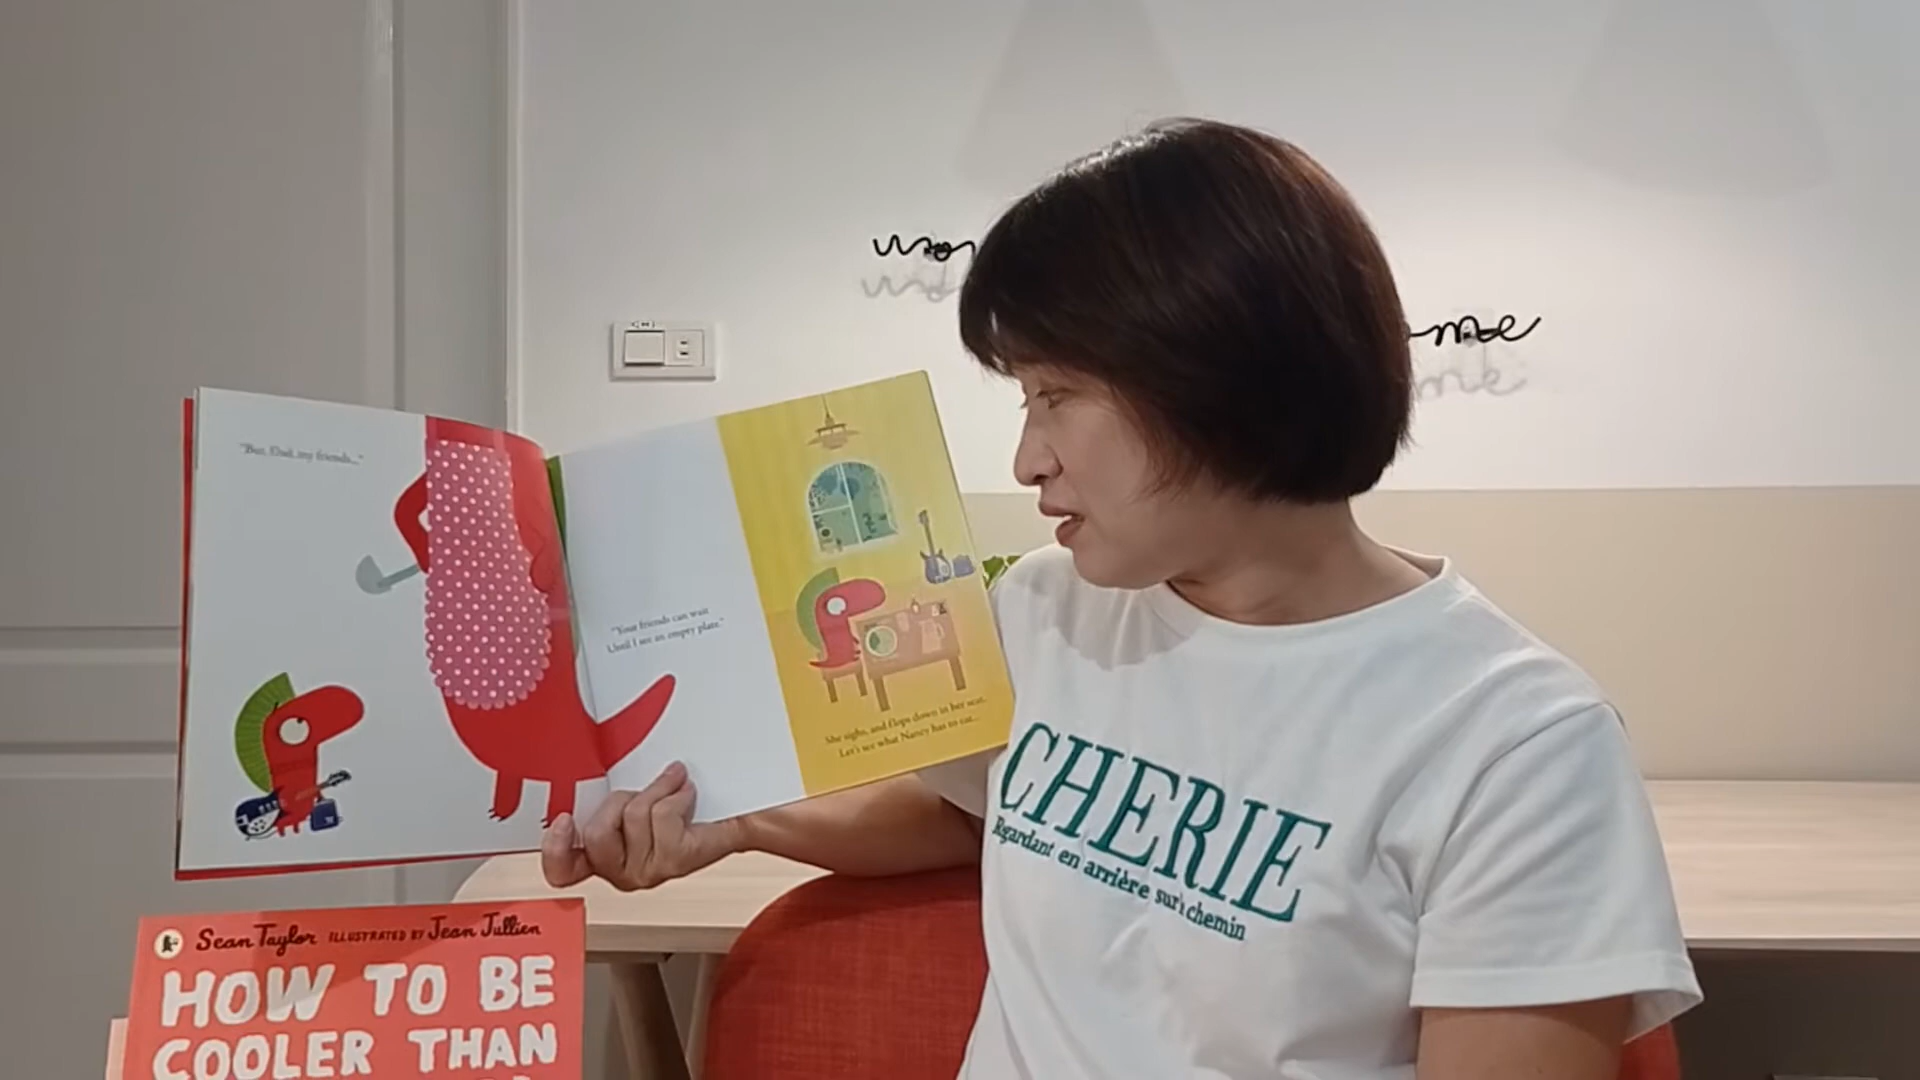 "But, Dad, my friends..."
"Your friends can wait
Until I see an empty plate."
She sighs, and flops down in her seat.
Let's see what Nancy has to eat...
me
CHERIE
Regardant en arrière sur chemin
Sean Taylor ILLUSTRATED BY Jean Jullien
HOW TO BE
COOLER THAN